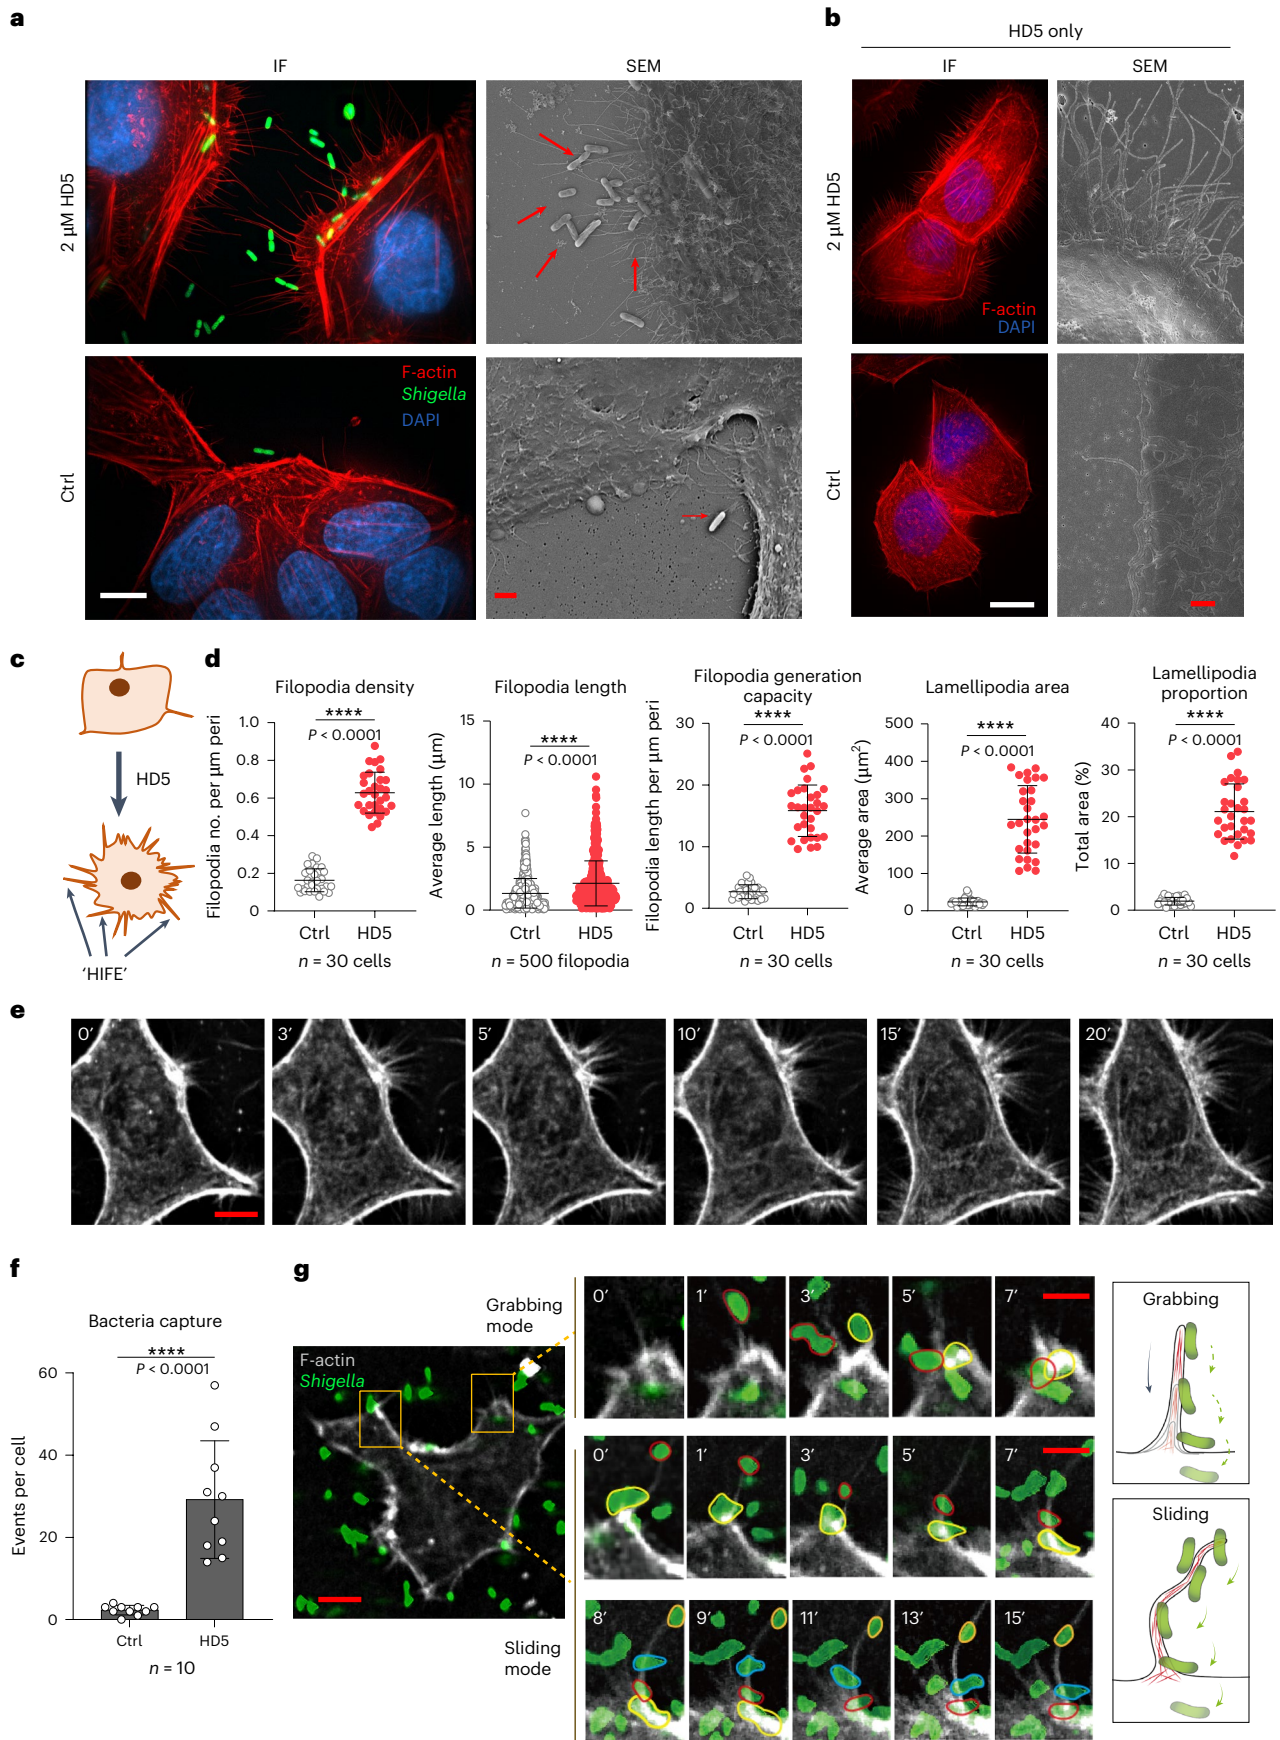 a
IF
SEM
2 μM HD5
F-actin
Shigella
DAPI
Ctrl
b
HD5 only
IF
SEM
2 μM HD5
F-actin
DAPI
Ctrl
c
HD5
'HIFE'
d
Filopodia density
Filopodia no. per μm peri
1.0
0.8
0.6
0.4
0.2
0
****
P < 0.0001
Ctrl
HD5
n = 30 cells
Filopodia length
Average length (μm)
15
10
5
0
****
P < 0.0001
Ctrl
HD5
n = 500 filopodia
Filopodia generation
capacity
Filopodia length per μm peri
30
20
10
0
****
P < 0.0001
Ctrl
HD5
n = 30 cells
Lamellipodia area
Average area (μm²)
500
400
300
200
100
0
****
P < 0.0001
Ctrl
HD5
n = 30 cells
Lamellipodia
proportion
Total area (%)
40
30
20
10
0
****
P < 0.0001
Ctrl
HD5
n = 30 cells
e
0′
3′
5′
10′
15′
20′
f
Bacteria capture
Events per cell
60
40
20
0
****
P < 0.0001
Ctrl
HD5
n = 10
g
Grabbing
mode
F-actin
Shigella
Sliding
mode
0′
1′
3′
5′
7′
0′
1′
3′
5′
7′
8′
9′
11′
13′
15′
Grabbing
Sliding